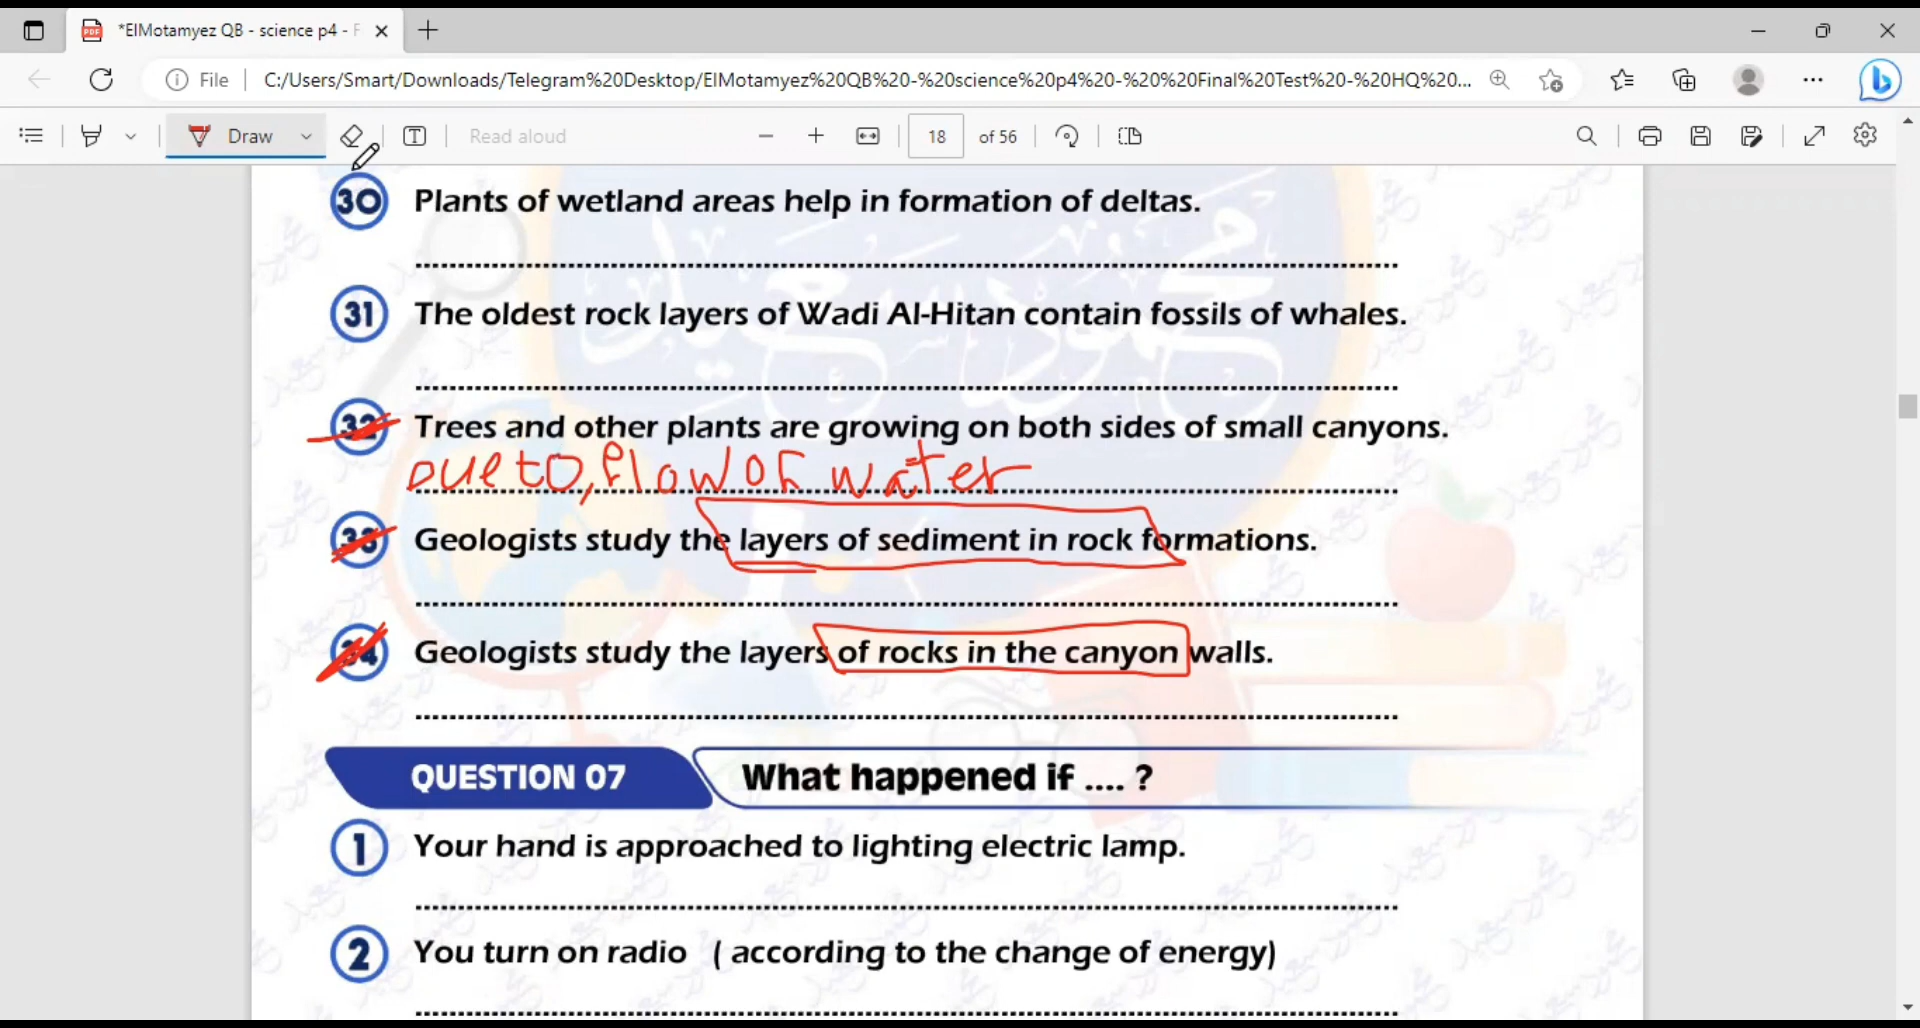 *ElMotamyez QB - science p4 - F
File
C:/Users/Smart/Downloads/Telegram%20Desktop/ElMotamyez%20QB%20-%20science%20p4%20-%20%20Final%20Test%20-%20HQ%20...
Draw
Read aloud
18 of 56
30 Plants of wetland areas help in formation of deltas.
31 The oldest rock layers of Wadi Al-Hitan contain fossils of whales.
32 Trees and other plants are growing on both sides of small canyons.
Due to, flow of water
33 Geologists study the layers of sediment in rock formations.
34 Geologists study the layers of rocks in the canyon walls.
QUESTION 07 What happened if .... ?
1 Your hand is approached to lighting electric lamp.
2 You turn on radio ( according to the change of energy)